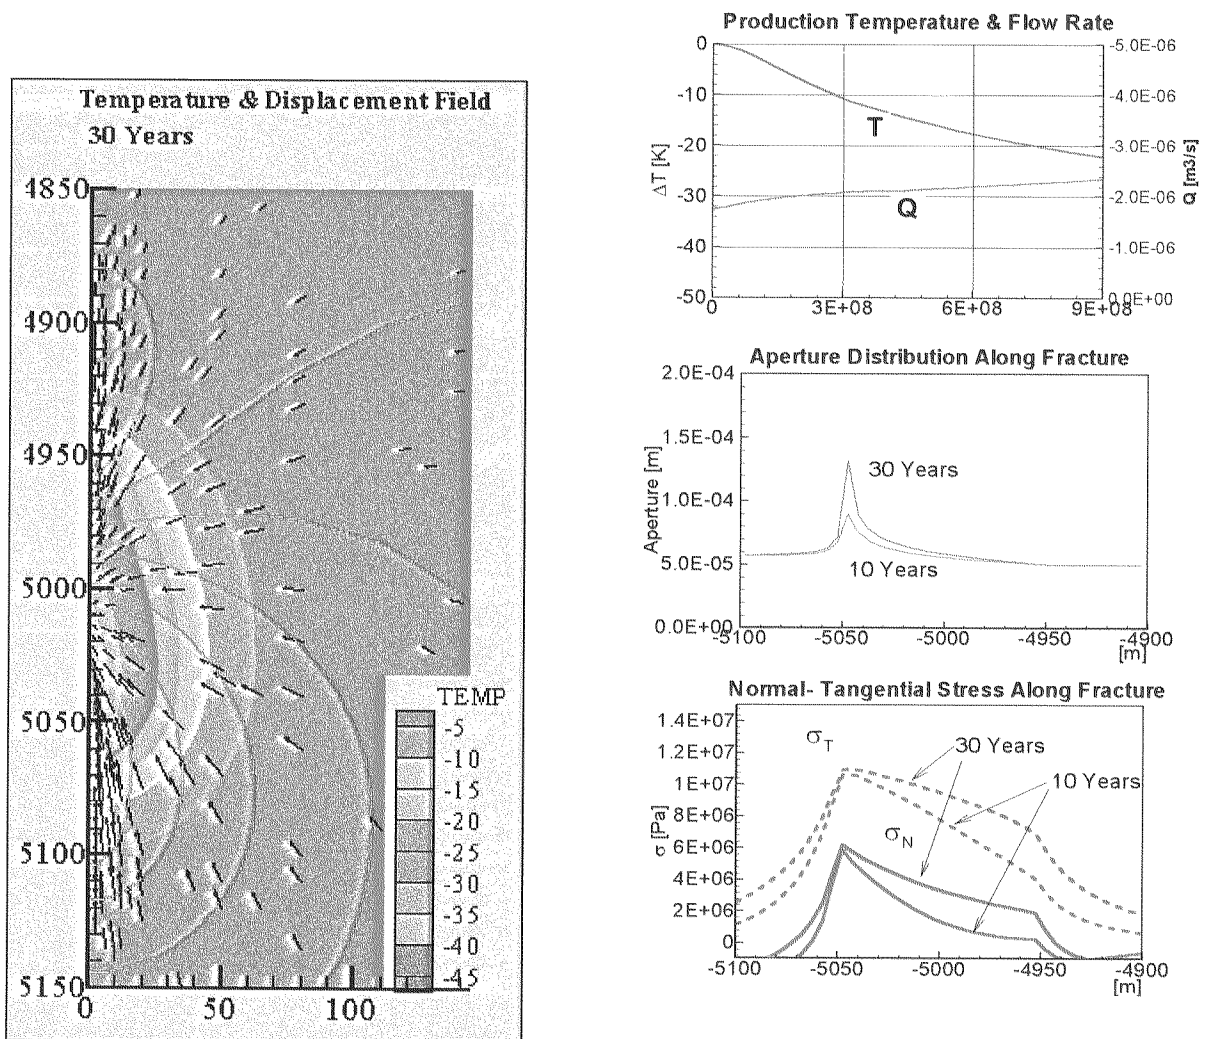 Temperature & Displacement Field
30 Years
4850
4900
4950
5000
5050
5100
5150
0
50
100
TEMP
-5
-10
-15
-20
-25
-30
-35
-40
-45
Production Temperature & Flow Rate
0
-10
-20
-30
-40
-50
ΔT [K]
T
Q
-5.0E-06
-4.0E-06
-3.0E-06
-2.0E-06
-1.0E-06
0.0E+00
Q [m3/s]
0
3E+08
6E+08
9E+08
Aperture Distribution Along Fracture
2.0E-04
1.5E-04
1.0E-04
5.0E-05
0.0E+00
Aperture [m]
30 Years
10 Years
-5100
-5050
-5000
-4950
-4900
[m]
Normal- Tangential Stress Along Fracture
1.4E+07
1.2E+07
1E+07
8E+06
6E+06
4E+06
2E+06
0
σ [Pa]
σT
σN
30 Years
10 Years
-5100
-5050
-5000
-4950
-4900
[m]